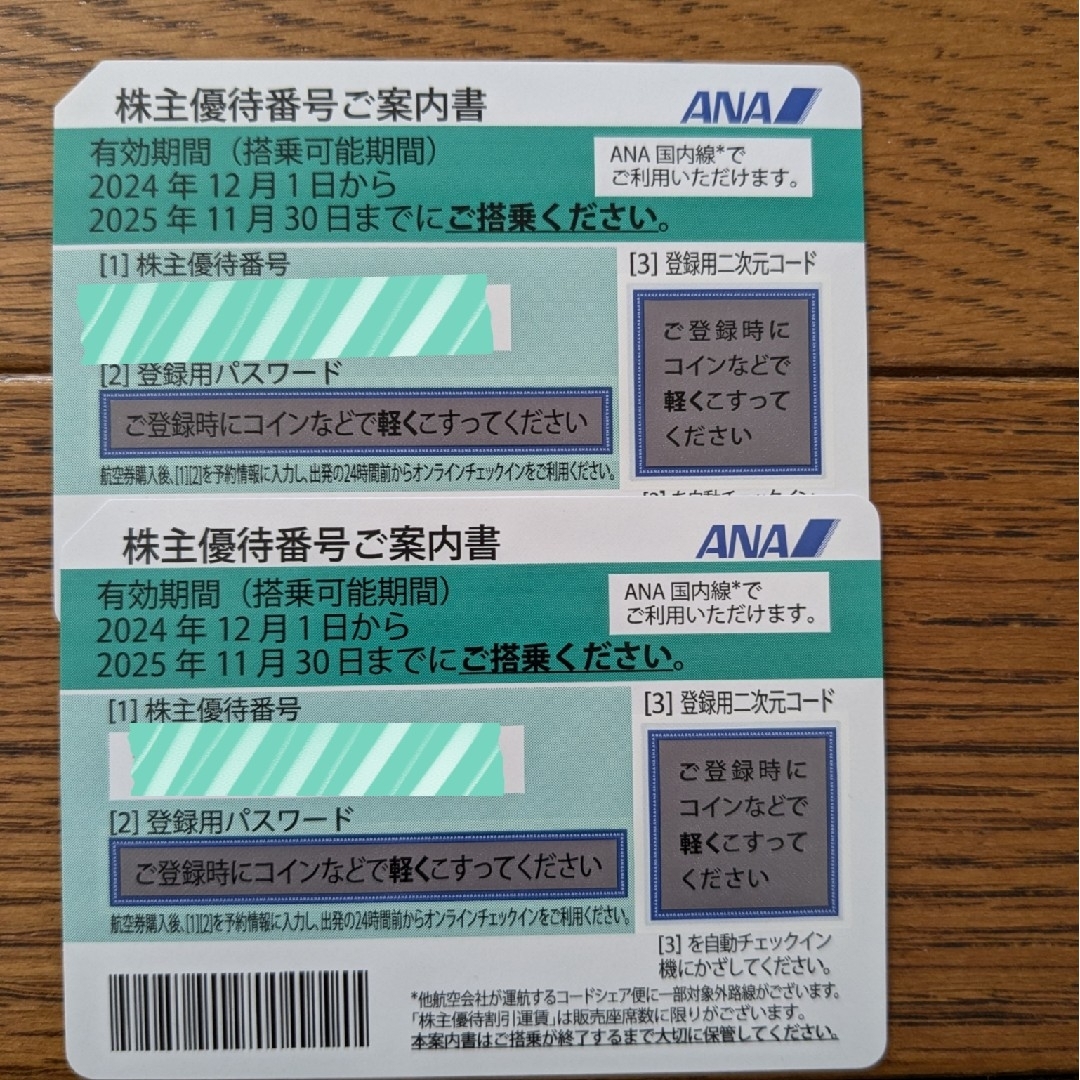 株主優待番号ご案内書
ANA
有効期間（搭乗可能期間）
2024年12月1日から
2025年11月30日までにご搭乗ください。
ANA国内線*で
ご利用いただけます。
[1] 株主優待番号
[2] 登録用パスワード
ご登録時にコインなどで軽くこすってください
航空券購入後、[1][2]を予約情報に入力し、出発の24時間前からオンラインチェックインをご利用ください。
[3] 登録用二次元コード
ご登録時に
コインなどで
軽くこすって
ください
株主優待番号ご案内書
ANA
有効期間（搭乗可能期間）
2024年12月1日から
2025年11月30日までにご搭乗ください。
ANA国内線*で
ご利用いただけます。
[1] 株主優待番号
[2] 登録用パスワード
ご登録時にコインなどで軽くこすってください
航空券購入後、[1][2]を予約情報に入力し、出発の24時間前からオンラインチェックインをご利用ください。
[3] 登録用二次元コード
ご登録時に
コインなどで
軽くこすって
ください
[3] を自動チェックイン
機にかざしてください。
*他航空会社が運航するコードシェア便に一部対象外路線がございます。
「株主優待割引運賃」は販売座席数に限りがございます。
本案内書はご搭乗が終了するまで大切に保管してください。